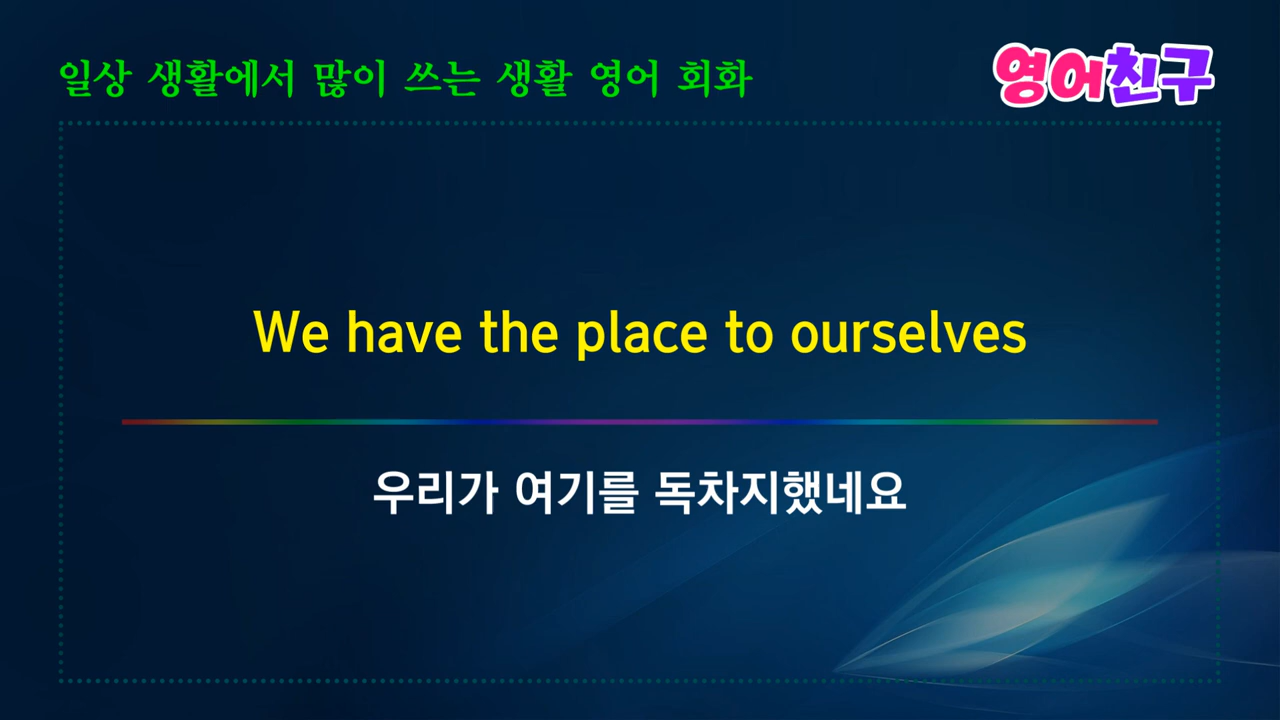 일상 생활에서 많이 쓰는 생활 영어 회화
영어친구
We have the place to ourselves
우리가 여기를 독차지했네요